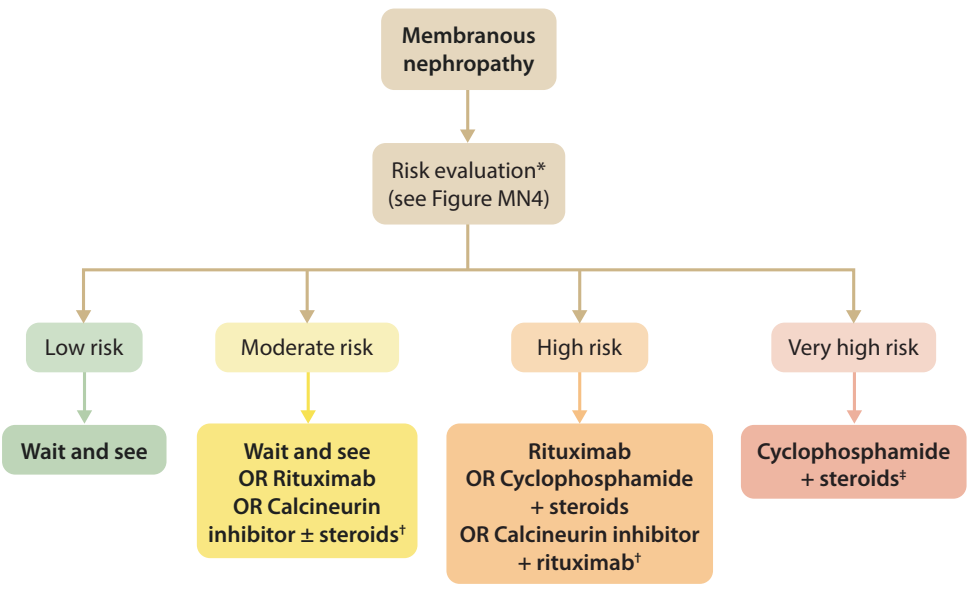 Membranous
nephropathy
Risk evaluation*
(see Figure MN4)
Low risk
Moderate risk
High risk
Very high risk
Wait and see
Wait and see
OR Rituximab
OR Calcineurin
inhibitor ± steroids†
Rituximab
OR Cyclophosphamide
+ steroids
OR Calcineurin inhibitor
+ rituximab†
Cyclophosphamide
+ steroids‡